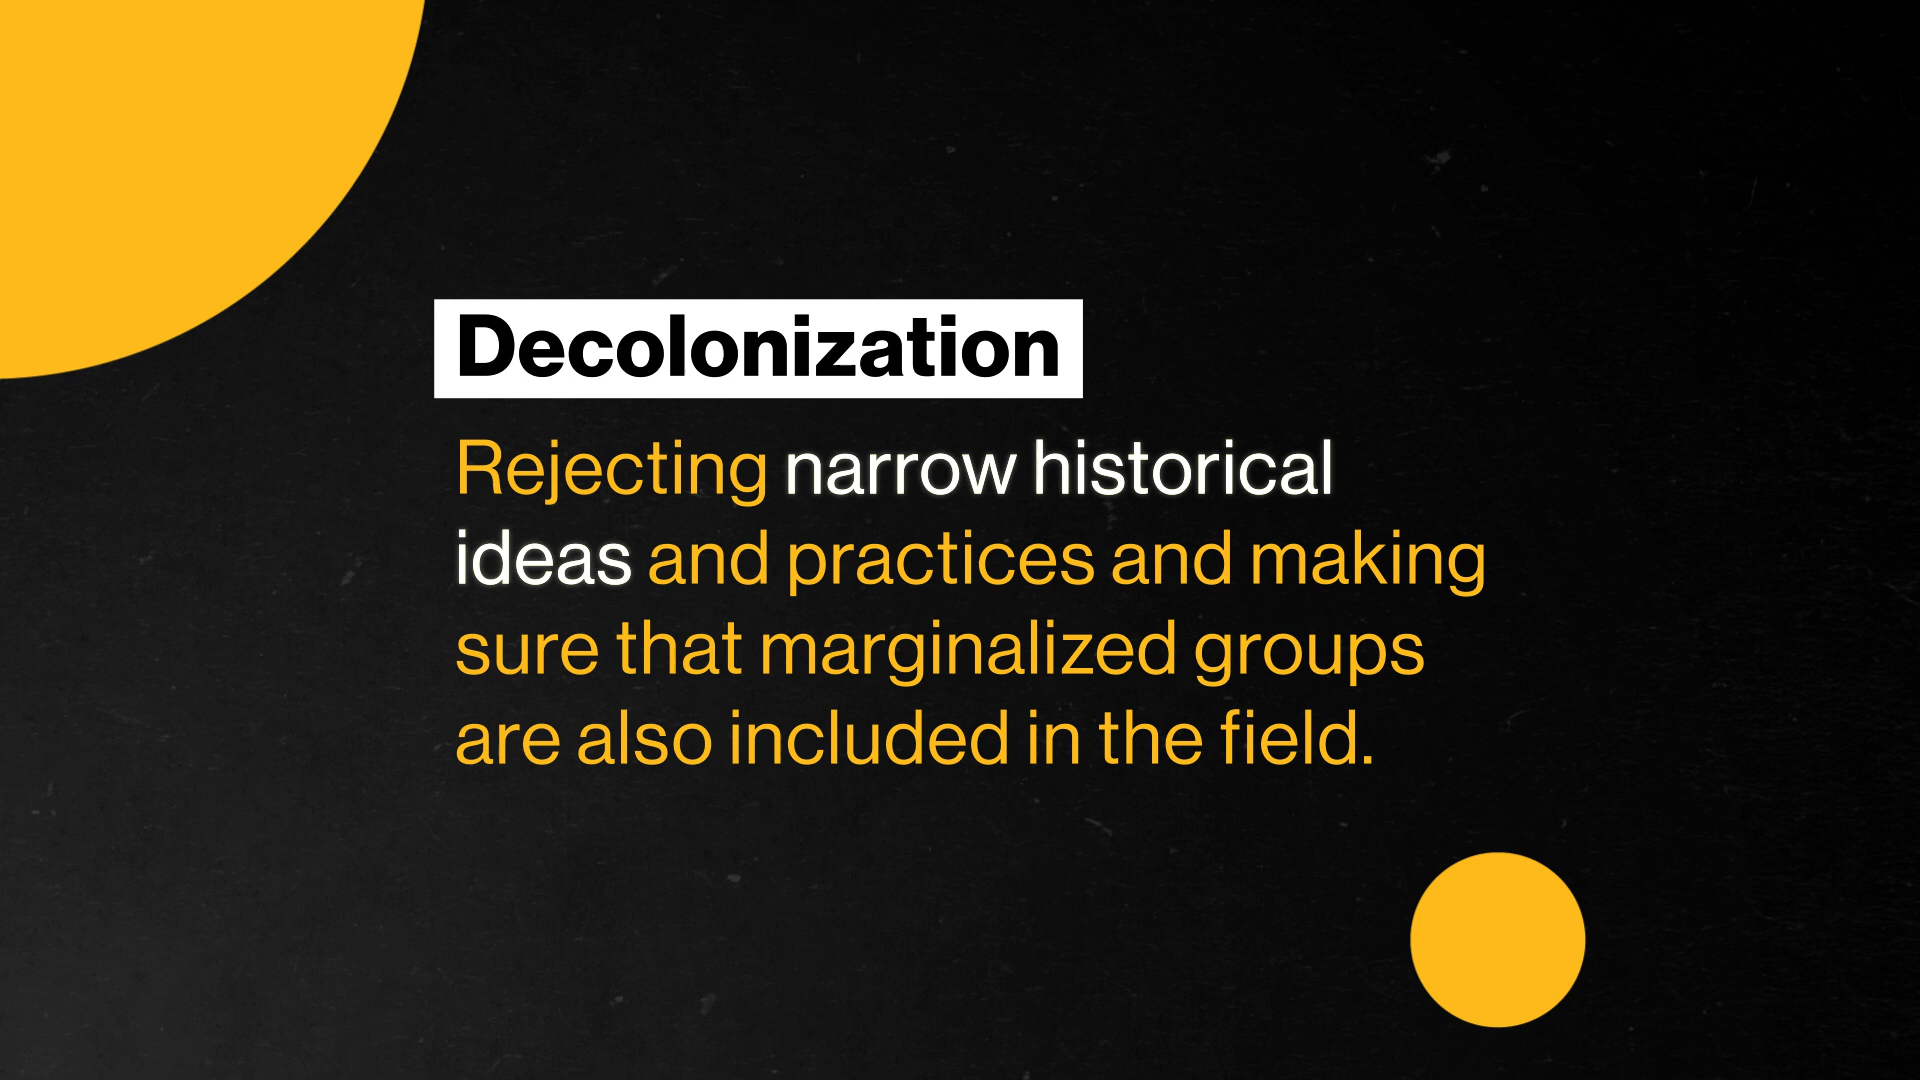 Decolonization
Rejecting narrow historical
ideas and practices and making
sure that marginalized groups
are also included in the field.